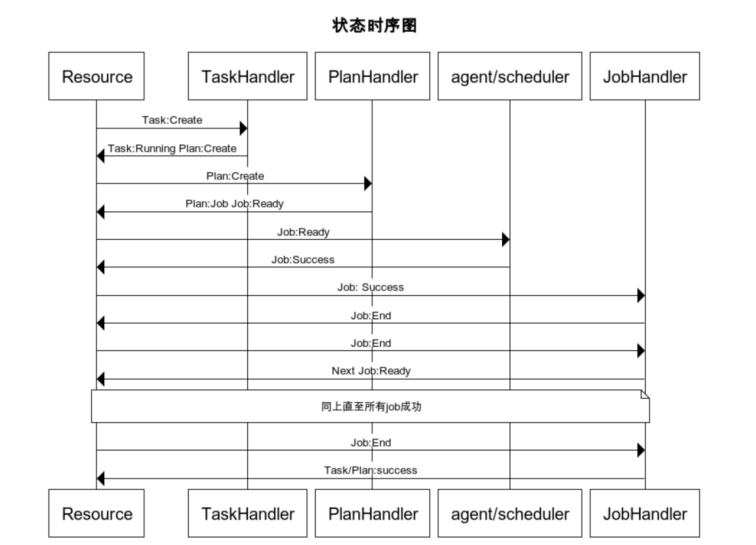 状态时序图
Resource TaskHandler PlanHandler agent/scheduler JobHandler
Task:Create
Task:Running Plan:Create
Plan:Create
Plan:Job Job:Ready
Job:Ready
Job:Success
Job: Success
Job:End
Job:End
Next Job:Ready
同上直至所有job成功
Job:End
Task/Plan:success
Resource TaskHandler PlanHandler agent/scheduler JobHandler